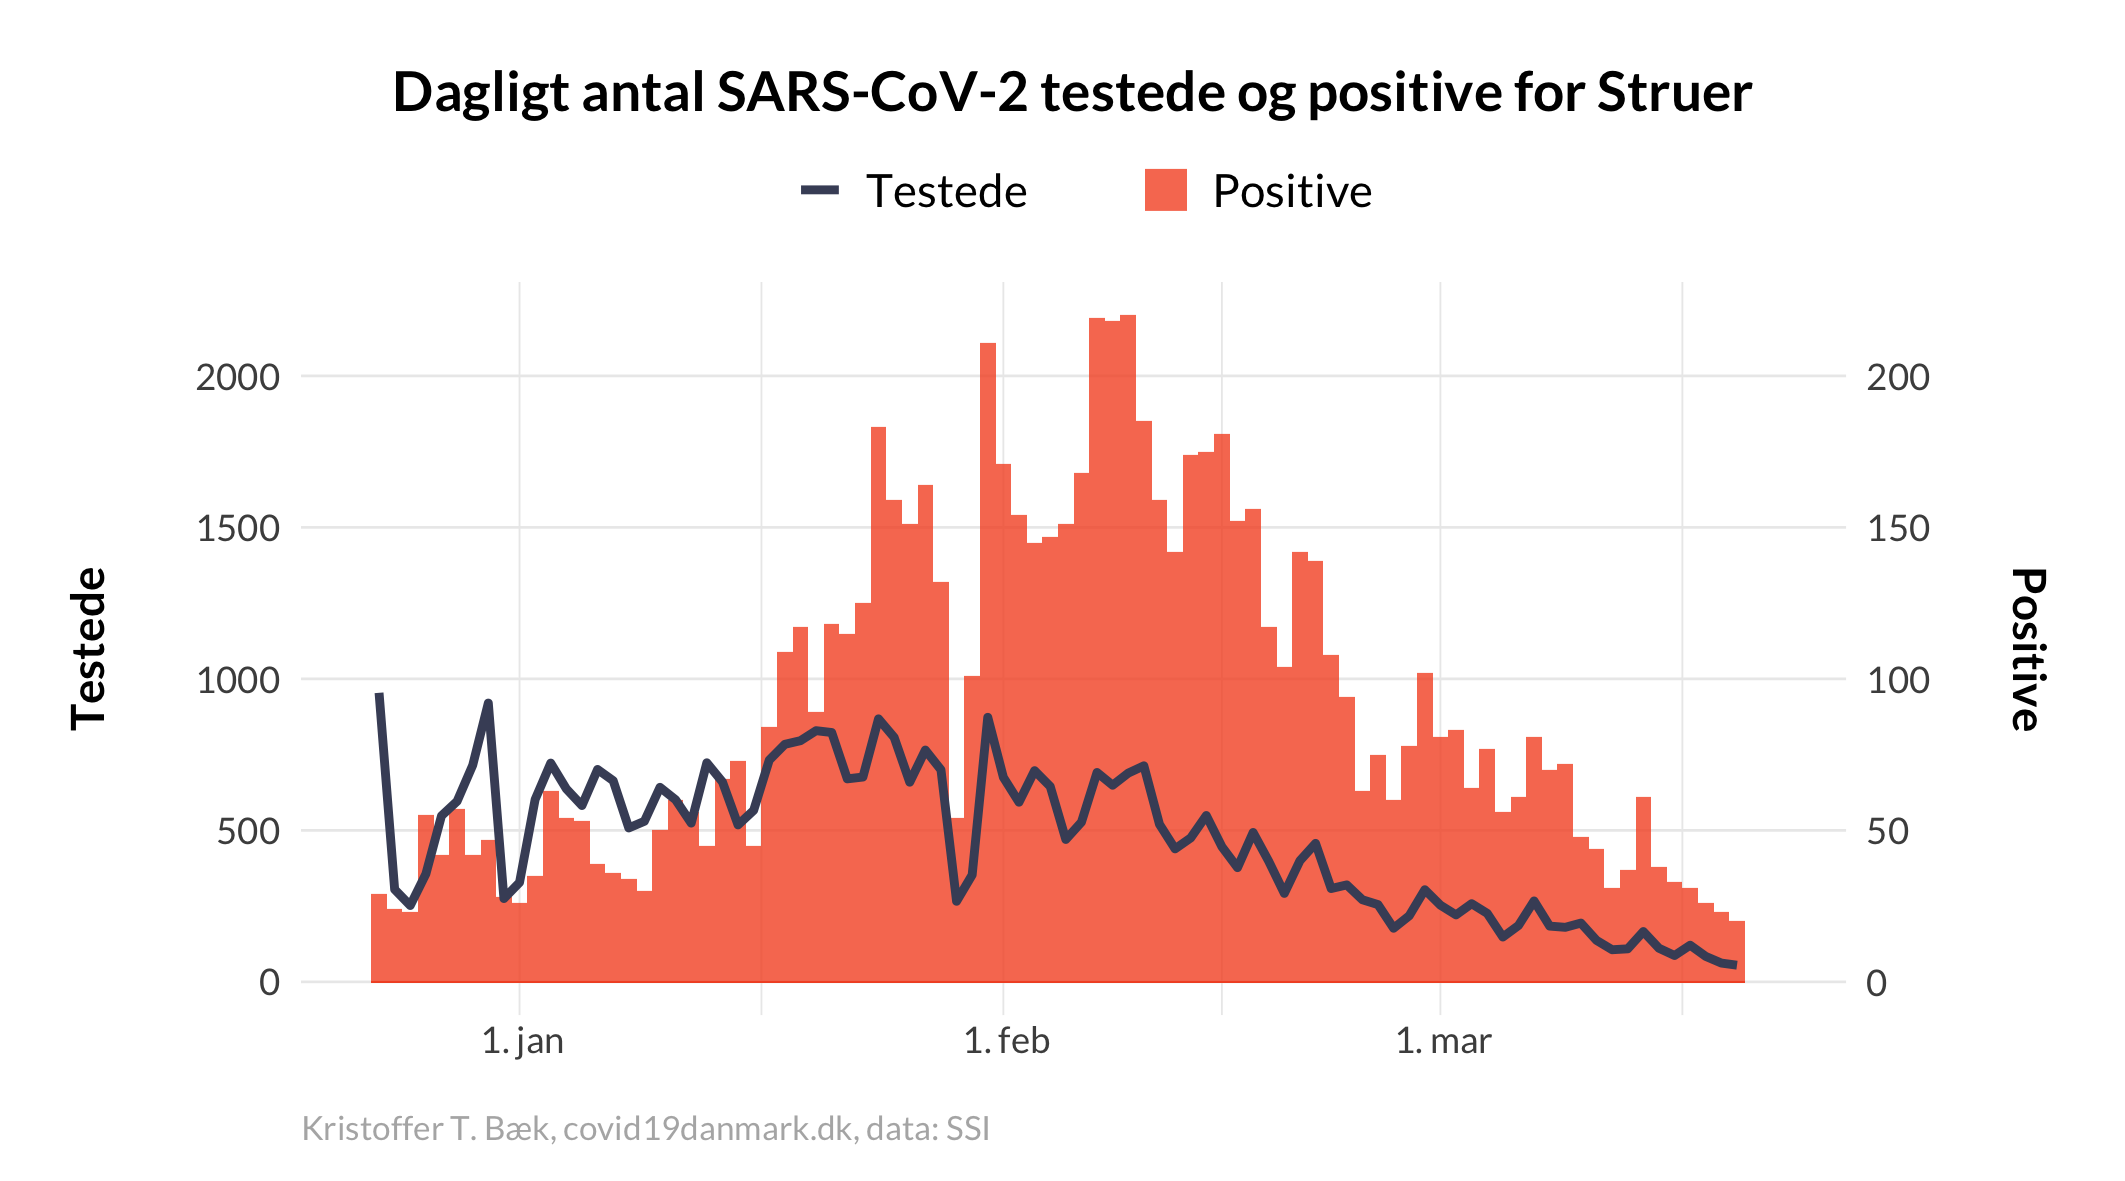 Dagligt antal SARS-CoV-2 testede og positive for Struer
Testede Positive
2000 200
1500 150
1000 100
500 50
0 0
Testede
Positive
1. jan 1. feb 1. mar
Kristoffer T. Bæk, covid19danmark.dk, data: SSI